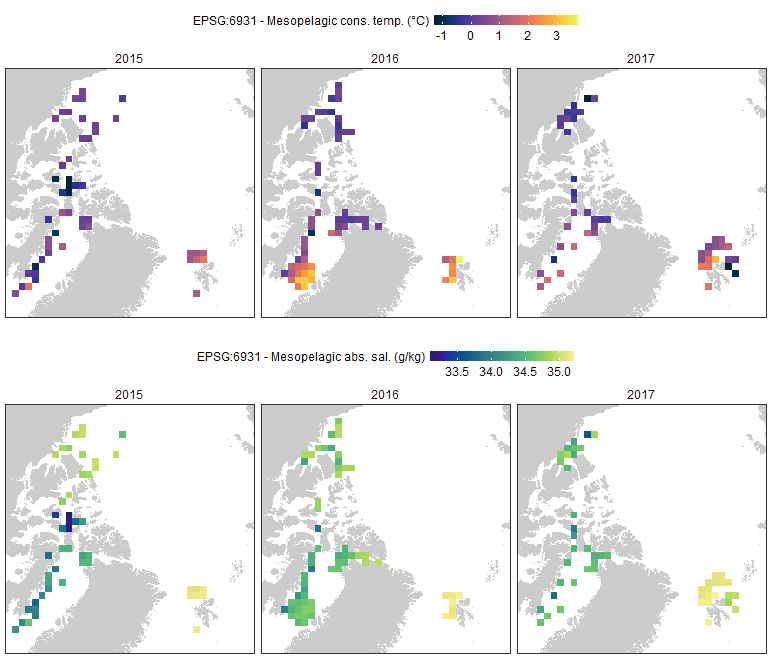 EPSG:6931 - Mesopelagic cons. temp. (°C)
-1 0 1 2 3
2015 2016 2017
EPSG:6931 - Mesopelagic abs. sal. (g/kg)
33.5 34.0 34.5 35.0
2015 2016 2017